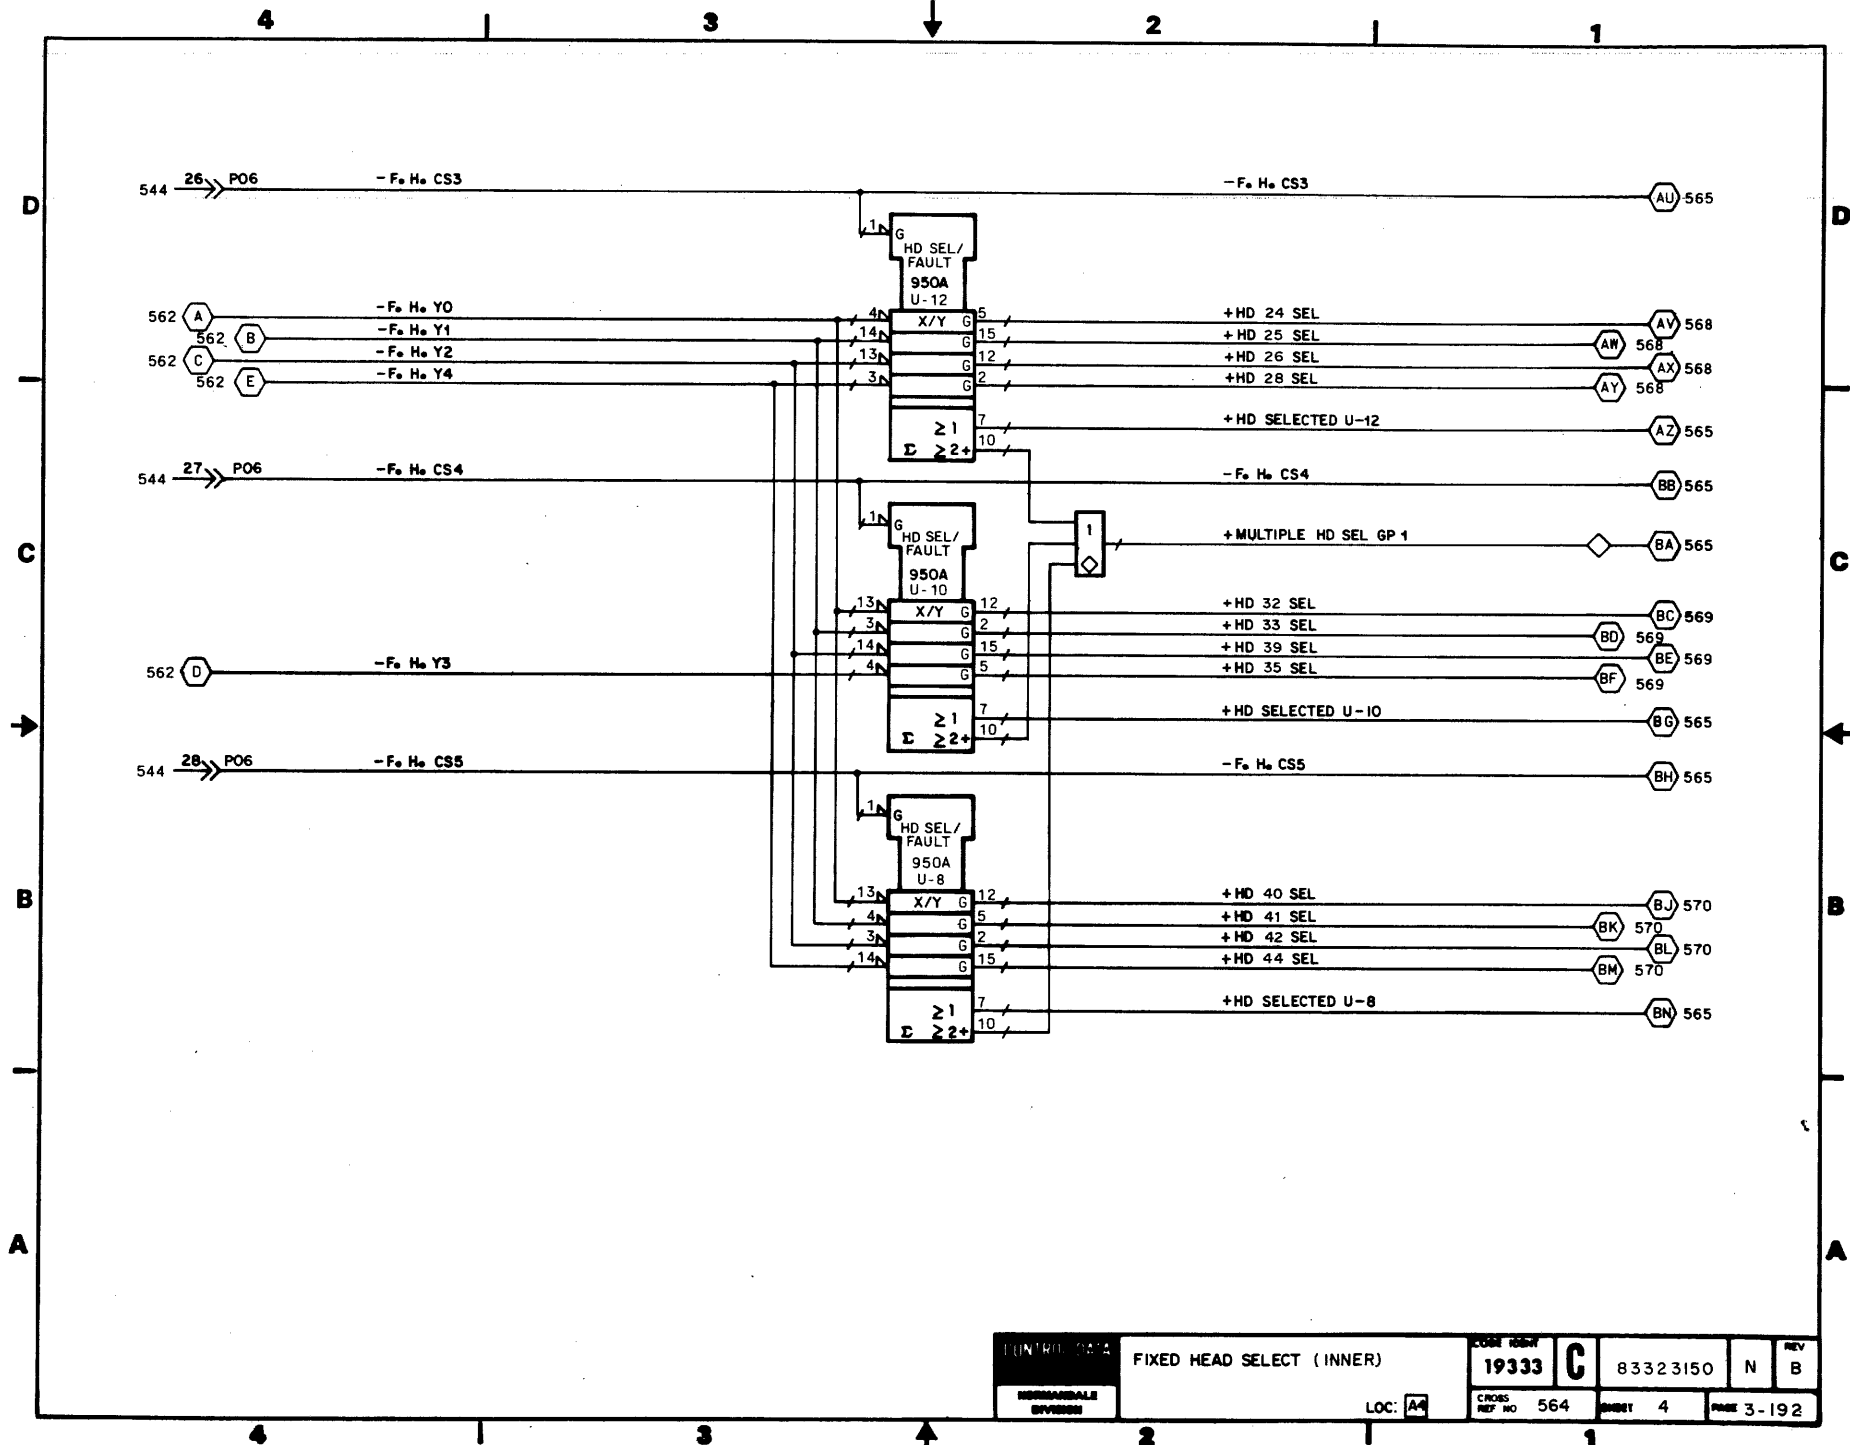 4 3 2 1
D D
544 26 P06 -F. H. CS3 -F. H. CS3 AU 565
1 G
HD SEL/
FAULT
950A
U-12
562 A -F. H. Y0 4 X/Y G 5 +HD 24 SEL AV 568
562 B -F. H. Y1 14 G 15 +HD 25 SEL AW 568
562 C -F. H. Y2 13 G 12 +HD 26 SEL AX 568
562 E -F. H. Y4 3 G 2 +HD 28 SEL AY 568
≥1 7 +HD SELECTED U-12 AZ 565
Σ ≥2+ 10
544 27 P06 -F. H. CS4 -F. H. CS4 BB 565
1 G
HD SEL/
FAULT
950A
U-10
1 +MULTIPLE HD SEL GP 1 BA 565
C C
13 X/Y G 12 +HD 32 SEL BC 569
3 G 2 +HD 33 SEL BD 569
14 G 15 +HD 39 SEL BE 569
562 D -F. H. Y3 4 G 5 +HD 35 SEL BF 569
≥1 7 +HD SELECTED U-10 BG 565
Σ ≥2+ 10
544 28 P06 -F. H. CS5 -F. H. CS5 BH 565
1 G
HD SEL/
FAULT
950A
U-8
B B
13 X/Y G 12 +HD 40 SEL BJ 570
4 G 5 +HD 41 SEL BK 570
3 G 2 +HD 42 SEL BL 570
14 G 15 +HD 44 SEL BM 570
≥1 7 +HD SELECTED U-8 BN 565
Σ ≥2+ 10
A A
CONTROL DATA
NORMANDALE
DIVISION
FIXED HEAD SELECT (INNER)
LOC: A4
CODE IDENT
19333 C 83323150 N
REV
B
CROSS
REF NO 564 SHEET 4 PAGE 3-192
4 3 2 1